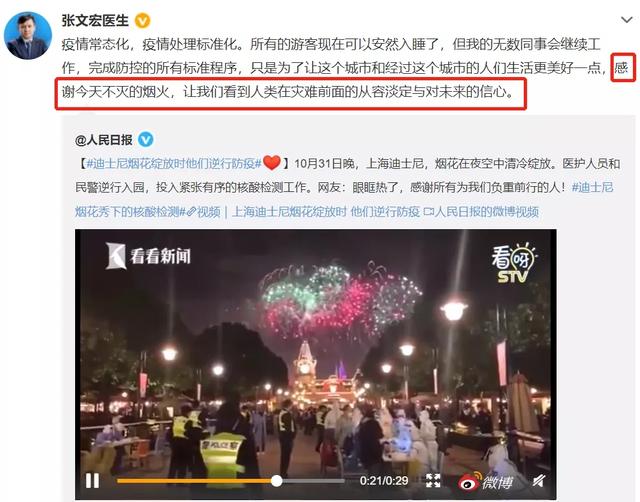 张文宏医生
疫情常态化，疫情处理标准化。所有的游客现在可以安然入睡了，但我的无数同事会继续工
作，完成防控的所有标准程序，只是为了让这个城市和经过这个城市的人们生活更美好一点，感
谢今天不灭的烟火，让我们看到人类在灾难前面的从容淡定与对未来的信心。
@人民日报
#迪士尼烟花绽放时他们逆行防疫#❤️ 10月31日晚，上海迪士尼，烟花在夜空中清冷绽放。医护人员和
民警逆行入园，投入紧张有序的核酸检测工作。网友：眼眶热了，感谢所有为我们负重前行的人！#迪士
尼烟花秀下的核酸检测#视频｜上海迪士尼烟花绽放时 他们逆行防疫 人民日报的微博视频
K 看看新闻
看呀
STV
警察
POLICE
0:21/0:29
微博